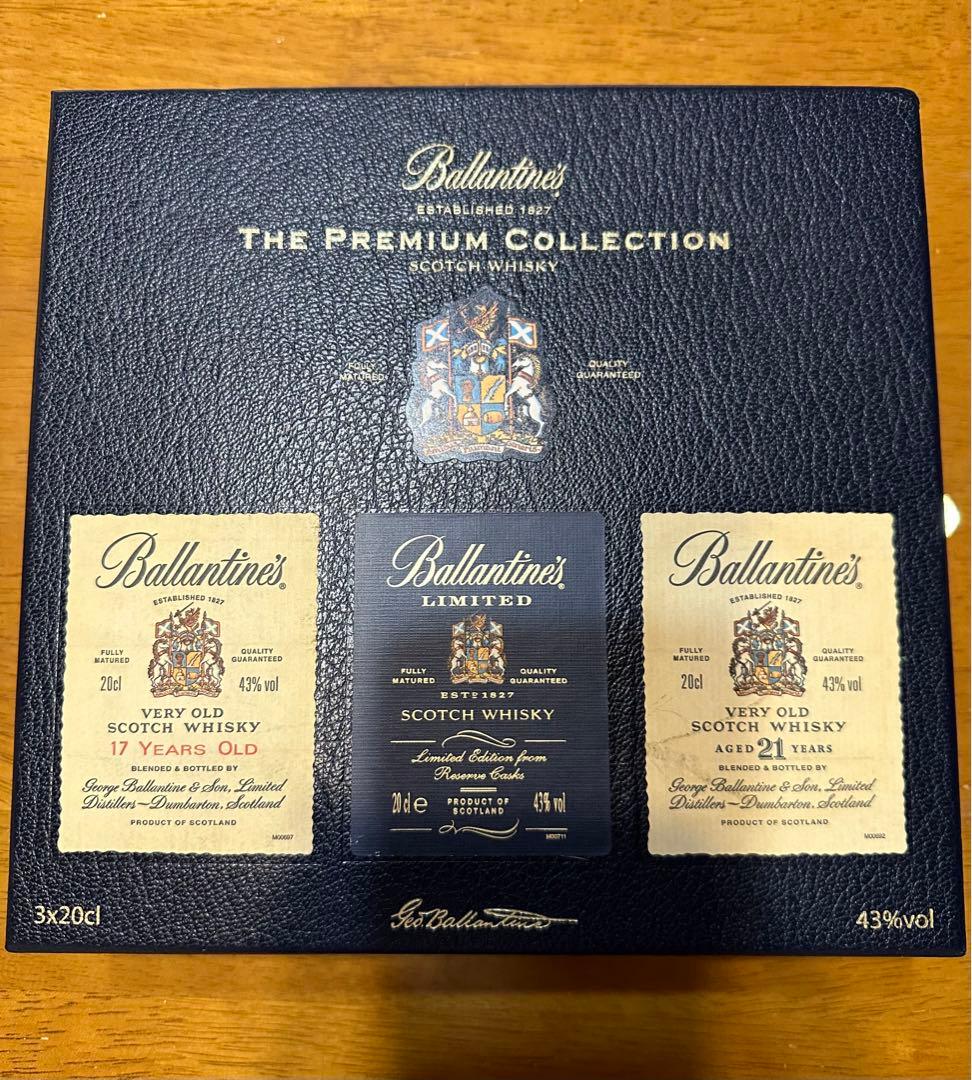 Ballantine's
ESTABLISHED 1827
THE PREMIUM COLLECTION
SCOTCH WHISKY
FULLY
MATURED
QUALITY
GUARANTEED
Ballantine's®
ESTABLISHED 1827
FULLY
MATURED
QUALITY
GUARANTEED
20cl
43% vol
VERY OLD
SCOTCH WHISKY
17 YEARS OLD
BLENDED & BOTTLED BY
George Ballantine & Son, Limited
Distillers~Dumbarton, Scotland
PRODUCT OF SCOTLAND
M00697
Ballantine's®
LIMITED
FULLY
MATURED
QUALITY
GUARANTEED
ESTD 1827
SCOTCH WHISKY
Limited Edition from
Reserve Casks
20 cl e
PRODUCT OF
SCOTLAND
43% vol
M00711
Ballantine's®
ESTABLISHED 1827
FULLY
MATURED
QUALITY
GUARANTEED
20cl
43% vol
VERY OLD
SCOTCH WHISKY
AGED 21 YEARS
BLENDED & BOTTLED BY
George Ballantine & Son, Limited
Distillers~Dumbarton, Scotland
PRODUCT OF SCOTLAND
M00692
3x20cl
Geo. Ballantine
43%vol